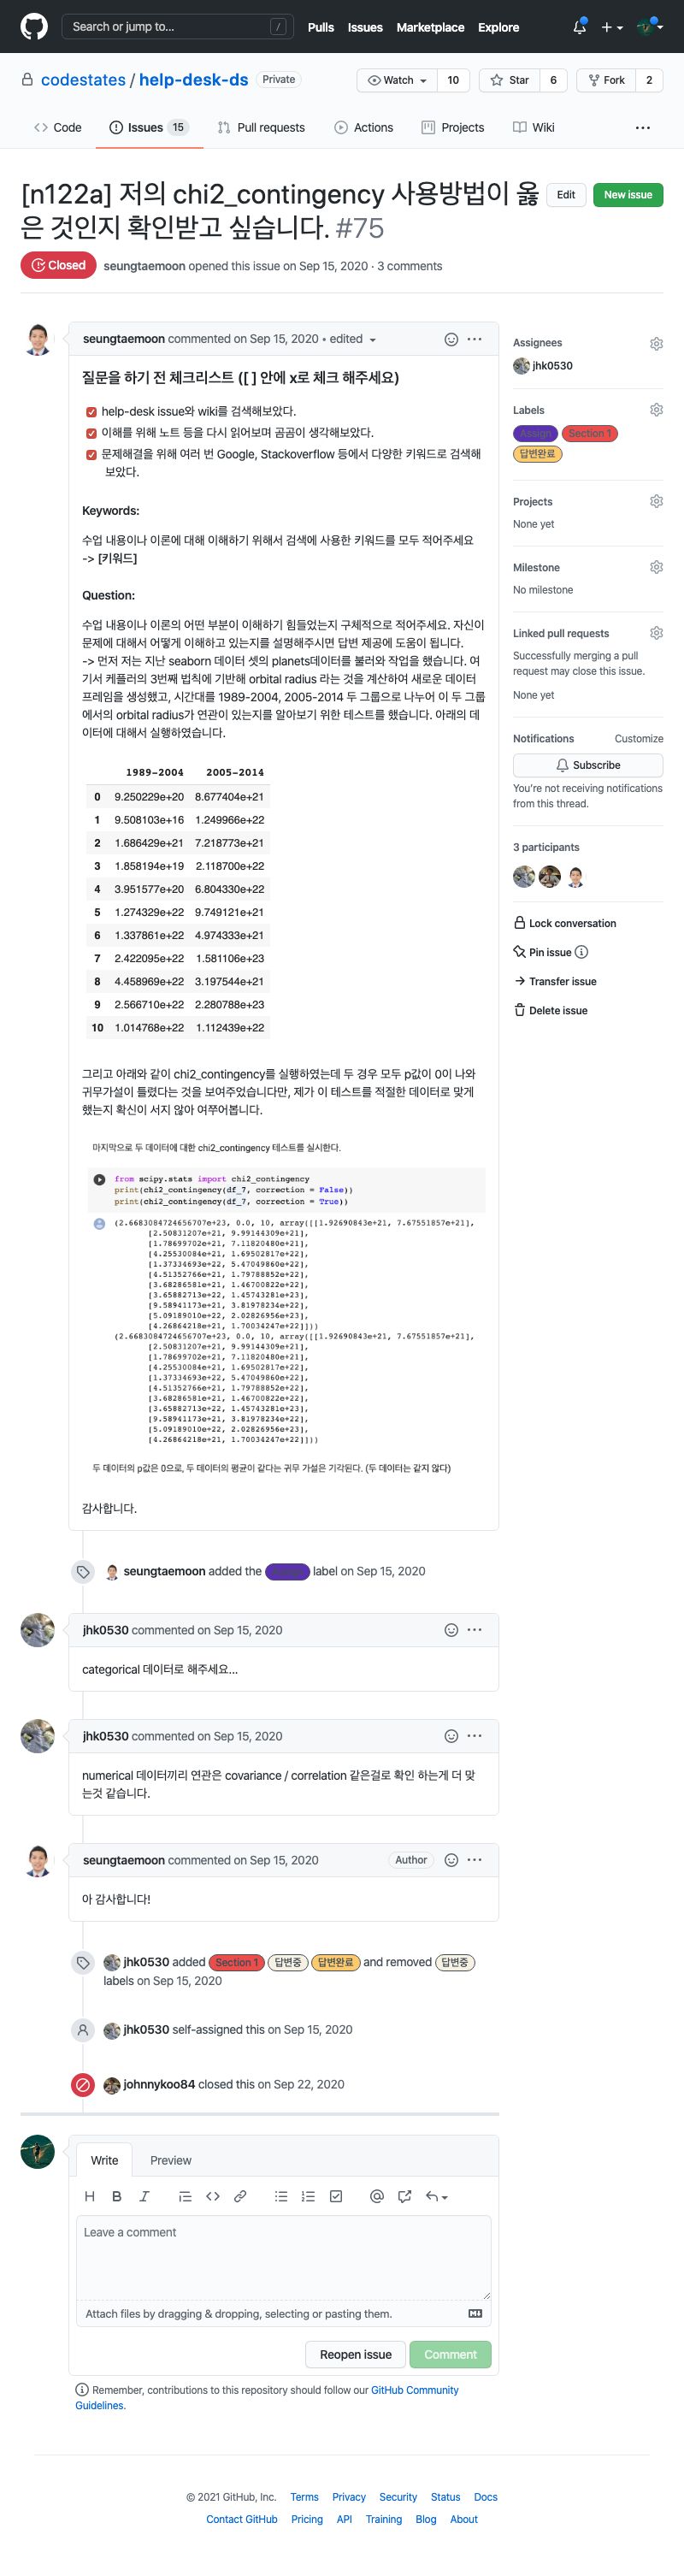 Search or jump to... /
Pulls Issues Marketplace Explore
codestates / help-desk-ds Private
Watch 10 Star 6 Fork 2
Code Issues 15 Pull requests Actions Projects Wiki ...
[n122a] 저의 chi2_contingency 사용방법이 옳
은 것인지 확인받고 싶습니다. #75
Edit New issue
Closed seungtaemoon opened this issue on Sep 15, 2020 · 3 comments
seungtaemoon commented on Sep 15, 2020 • edited
질문을 하기 전 체크리스트 ([ ] 안에 x로 체크 해주세요)
help-desk issue와 wiki를 검색해보았다.
이해를 위해 노트 등을 다시 읽어보며 곰곰이 생각해보았다.
문제해결을 위해 여러 번 Google, Stackoverflow 등에서 다양한 키워드로 검색해
보았다.
Keywords:
수업 내용이나 이론에 대해 이해하기 위해서 검색에 사용한 키워드를 모두 적어주세요
-> [키워드]
Question:
수업 내용이나 이론의 어떤 부분이 이해하기 힘들었는지 구체적으로 적어주세요. 자신이
문제에 대해서 어떻게 이해하고 있는지를 설명해주시면 답변 제공에 도움이 됩니다.
-> 먼저 저는 지난 seaborn 데이터 셋의 planets데이터를 불러와 작업을 했습니다. 여
기서 케플러의 3번째 법칙에 기반해 orbital radius 라는 것을 계산하여 새로운 데이터
프레임을 생성했고, 시간대를 1989-2004, 2005-2014 두 그룹으로 나누어 이 두 그룹
에서의 orbital radius가 연관이 있는지를 알아보기 위한 테스트를 했습니다. 아래의 데
이터에 대해서 실행하였습니다.
1989-2004 2005-2014
0 9.250229e+20 8.677404e+21
1 9.508103e+16 1.249966e+22
2 1.686429e+21 7.218773e+21
3 1.858194e+19 2.118700e+22
4 3.951577e+20 6.804330e+22
5 1.274329e+22 9.749121e+21
6 1.337861e+22 4.974333e+21
7 2.422095e+22 1.581106e+23
8 4.458969e+22 3.197544e+21
9 2.566710e+22 2.280788e+23
10 1.014768e+22 1.112439e+22
그리고 아래와 같이 chi2_contingency를 실행하였는데 두 경우 모두 p값이 0이 나와
귀무가설이 틀렸다는 것을 보여주었습니다만, 제가 이 테스트를 적절한 데이터로 맞게
했는지 확신이 서지 않아 여쭈어봅니다.
마지막으로 두 데이터에 대한 chi2_contingency 테스트를 실시한다.
from scipy.stats import chi2_contingency
print(chi2_contingency(df_7, correction = False))
print(chi2_contingency(df_7, correction = True))
(2.6683084724656707e+23, 0.0, 10, array([[1.92690843e+21, 7.67551857e+21],
[2.50831207e+21, 9.99144309e+21],
[1.78699702e+21, 7.11820480e+21],
[4.25530084e+21, 1.69502817e+22],
[1.37334693e+22, 5.47049860e+22],
[4.51352766e+21, 1.79788852e+22],
[3.68286581e+21, 1.46700822e+22],
[3.65882713e+22, 1.45743281e+23],
[9.58941173e+21, 3.81978234e+22],
[5.09189010e+22, 2.02826956e+23],
[4.26864218e+21, 1.70034247e+22]]))
(2.6683084724656707e+23, 0.0, 10, array([[1.92690843e+21, 7.67551857e+21],
[2.50831207e+21, 9.99144309e+21],
[1.78699702e+21, 7.11820480e+21],
[4.25530084e+21, 1.69502817e+22],
[1.37334693e+22, 5.47049860e+22],
[4.51352766e+21, 1.79788852e+22],
[3.68286581e+21, 1.46700822e+22],
[3.65882713e+22, 1.45743281e+23],
[9.58941173e+21, 3.81978234e+22],
[5.09189010e+22, 2.02826956e+23],
[4.26864218e+21, 1.70034247e+22]]))
두 데이터의 p값은 0으로, 두 데이터의 평균이 같다는 귀무 가설은 기각된다. (두 데이터는 같지 않다)
감사합니다.
seungtaemoon added the label on Sep 15, 2020
jhk0530 commented on Sep 15, 2020
categorical 데이터로 해주세요...
jhk0530 commented on Sep 15, 2020
numerical 데이터끼리 연관은 covariance / correlation 같은걸로 확인 하는게 더 맞
는것 같습니다.
seungtaemoon commented on Sep 15, 2020 Author
아 감사합니다!
jhk0530 added Section 1 답변중 답변완료 and removed 답변중
labels on Sep 15, 2020
jhk0530 self-assigned this on Sep 15, 2020
johnnykoo84 closed this on Sep 22, 2020
Assignees
jhk0530
Labels
Assign Section 1
답변완료
Projects
None yet
Milestone
No milestone
Linked pull requests
Successfully merging a pull
request may close this issue.
None yet
Notifications Customize
Subscribe
You're not receiving notifications
from this thread.
3 participants
Lock conversation
Pin issue
Transfer issue
Delete issue
Write Preview
Leave a comment
Attach files by dragging & dropping, selecting or pasting them.
Reopen issue Comment
Remember, contributions to this repository should follow our GitHub Community
Guidelines.
© 2021 GitHub, Inc. Terms Privacy Security Status Docs
Contact GitHub Pricing API Training Blog About